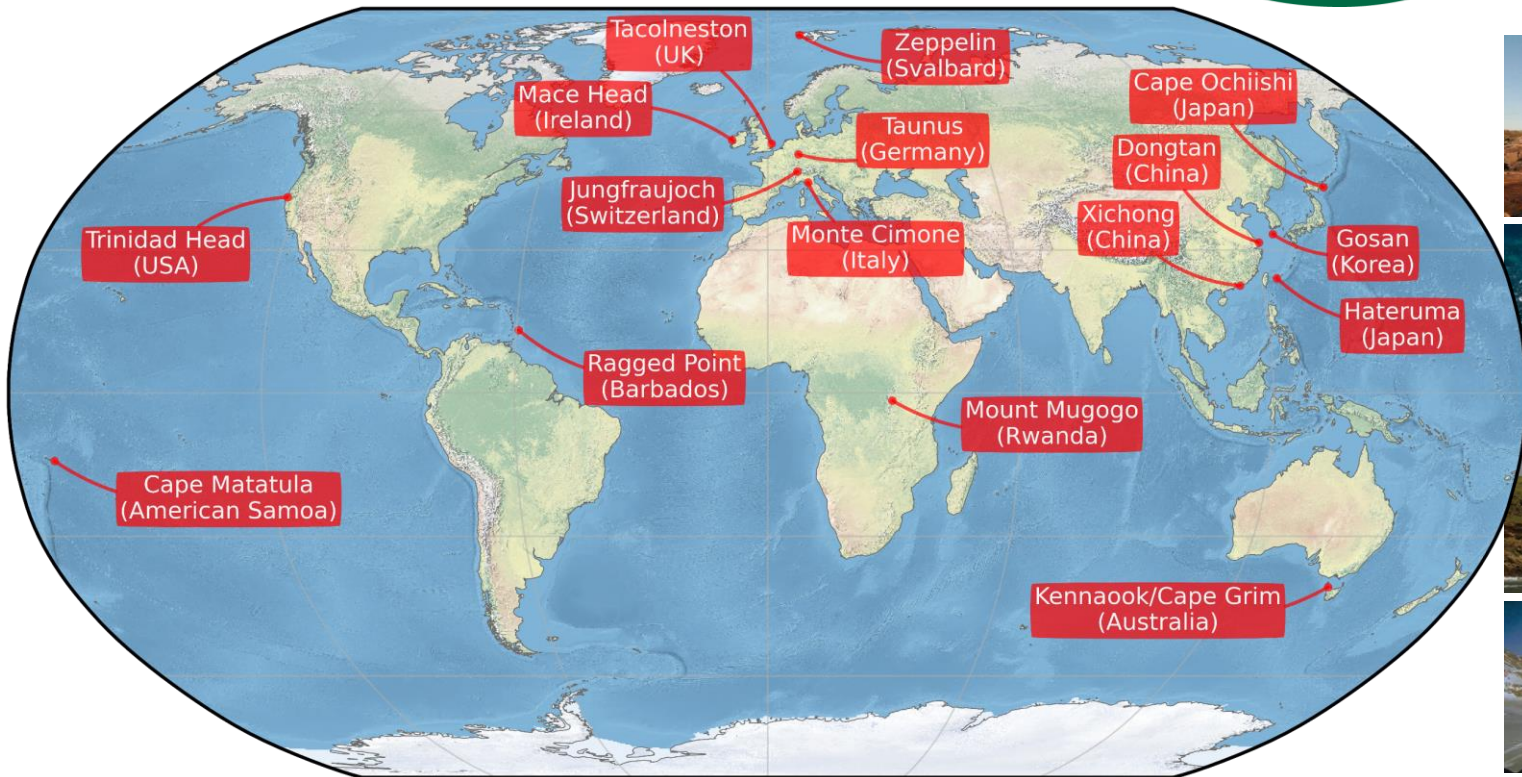 Tacolneston
(UK)
Zeppelin
(Svalbard)
Mace Head
(Ireland)
Cape Ochiishi
(Japan)
Taunus
(Germany)
Dongtan
(China)
Jungfraujoch
(Switzerland)
Xichong
(China)
Trinidad Head
(USA)
Monte Cimone
(Italy)
Gosan
(Korea)
Hateruma
(Japan)
Ragged Point
(Barbados)
Mount Mugogo
(Rwanda)
Cape Matatula
(American Samoa)
Kennaook/Cape Grim
(Australia)